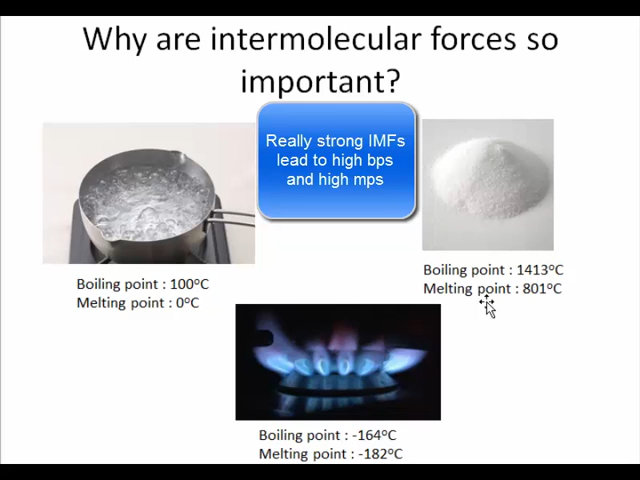 Why are intermolecular forces so
important?
Really strong IMFs
lead to high bps
and high mps
Boiling point : 100°C
Melting point : 0°C
Boiling point : 1413°C
Melting point : 801°C
Boiling point : -164°C
Melting point : -182°C